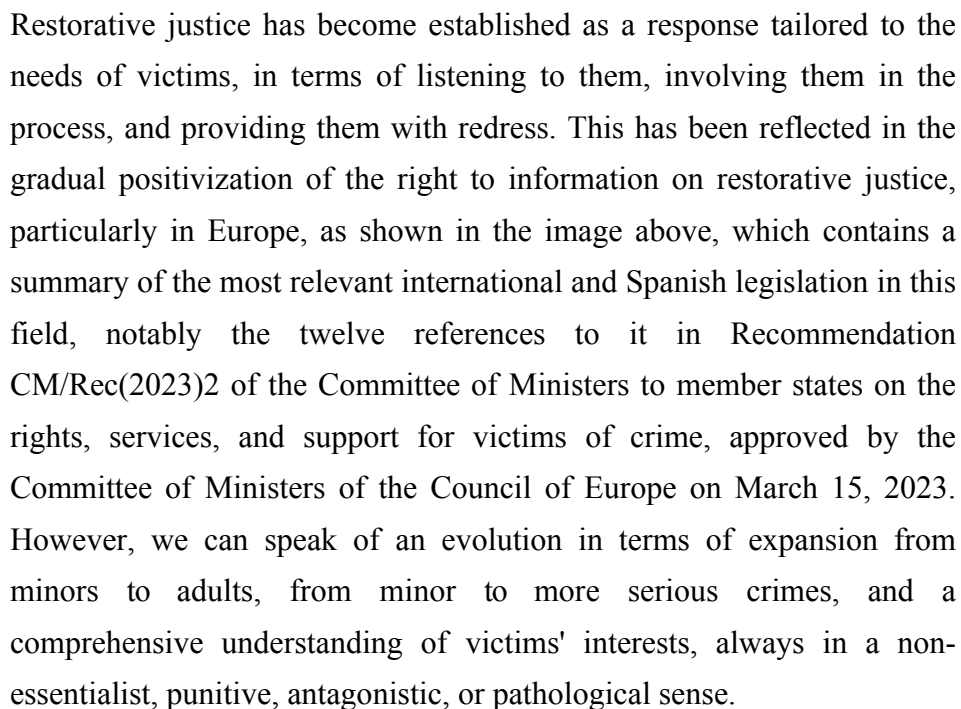 Restorative justice has become established as a response tailored to the
needs of victims, in terms of listening to them, involving them in the
process, and providing them with redress. This has been reflected in the
gradual positivization of the right to information on restorative justice,
particularly in Europe, as shown in the image above, which contains a
summary of the most relevant international and Spanish legislation in this
field, notably the twelve references to it in Recommendation
CM/Rec(2023)2 of the Committee of Ministers to member states on the
rights, services, and support for victims of crime, approved by the
Committee of Ministers of the Council of Europe on March 15, 2023.
However, we can speak of an evolution in terms of expansion from
minors to adults, from minor to more serious crimes, and a
comprehensive understanding of victims' interests, always in a non-
essentialist, punitive, antagonistic, or pathological sense.